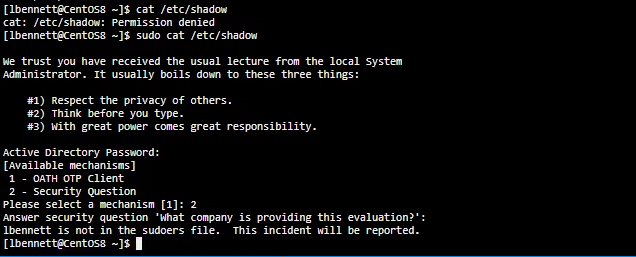 [lbennett@CentOS8 ~]$ cat /etc/shadow
cat: /etc/shadow: Permission denied
[lbennett@CentOS8 ~]$ sudo cat /etc/shadow
We trust you have received the usual lecture from the local System
Administrator. It usually boils down to these three things:
#1) Respect the privacy of others.
#2) Think before you type.
#3) With great power comes great responsibility.
Active Directory Password:
[Available mechanisms]
1 - OATH OTP Client
2 - Security Question
Please select a mechanism [1]: 2
Answer security question 'What company is providing this evaluation?':
lbennett is not in the sudoers file.  This incident will be reported.
[lbennett@CentOS8 ~]$